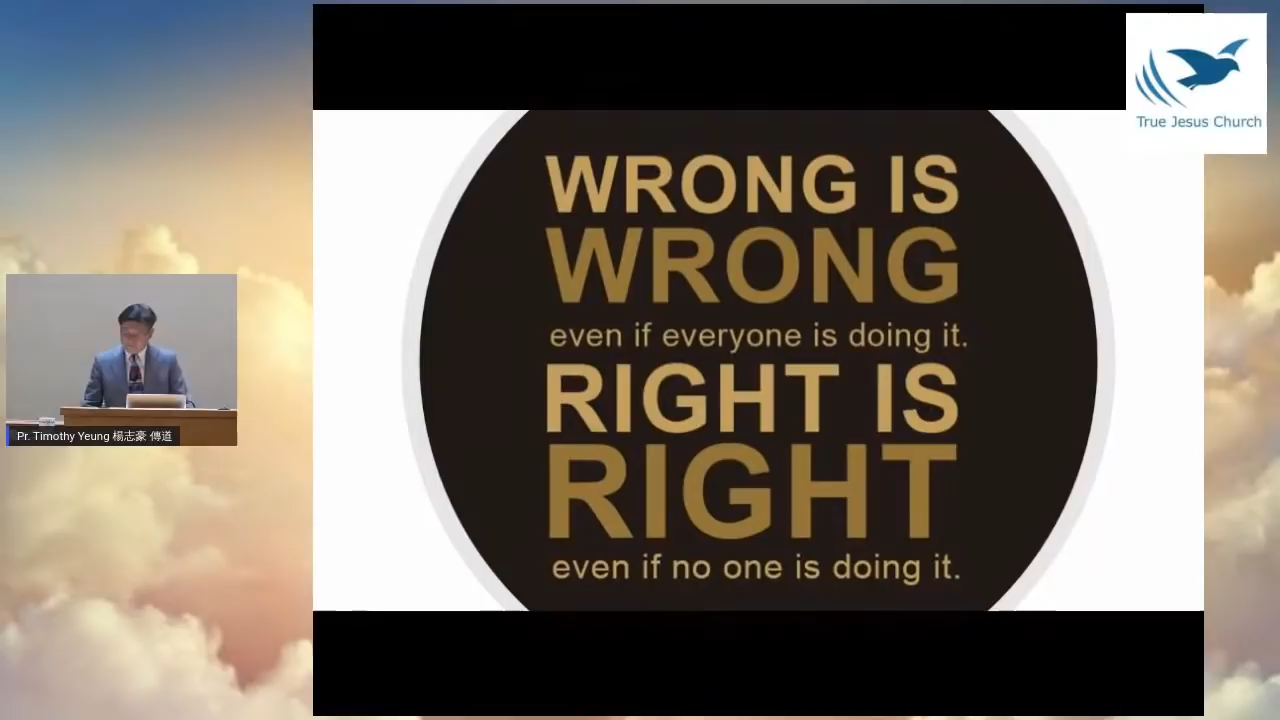 True Jesus Church
WRONG IS
WRONG
even if everyone is doing it.
RIGHT IS
RIGHT
even if no one is doing it.
Pr. Timothy Yeung 楊志豪 傳道